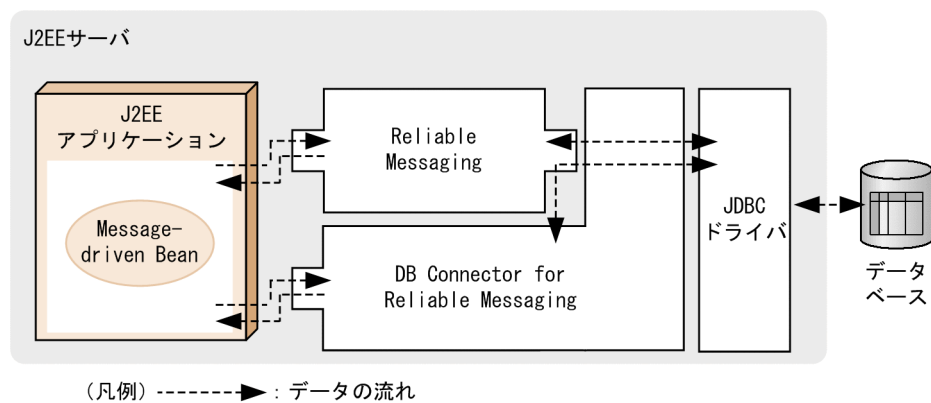 J2EEサーバ
J2EE
アプリケーション
Message-
driven Bean
Reliable
Messaging
DB Connector for
Reliable Messaging
JDBC
ドライバ
データ
ベース
(凡例) : データの流れ